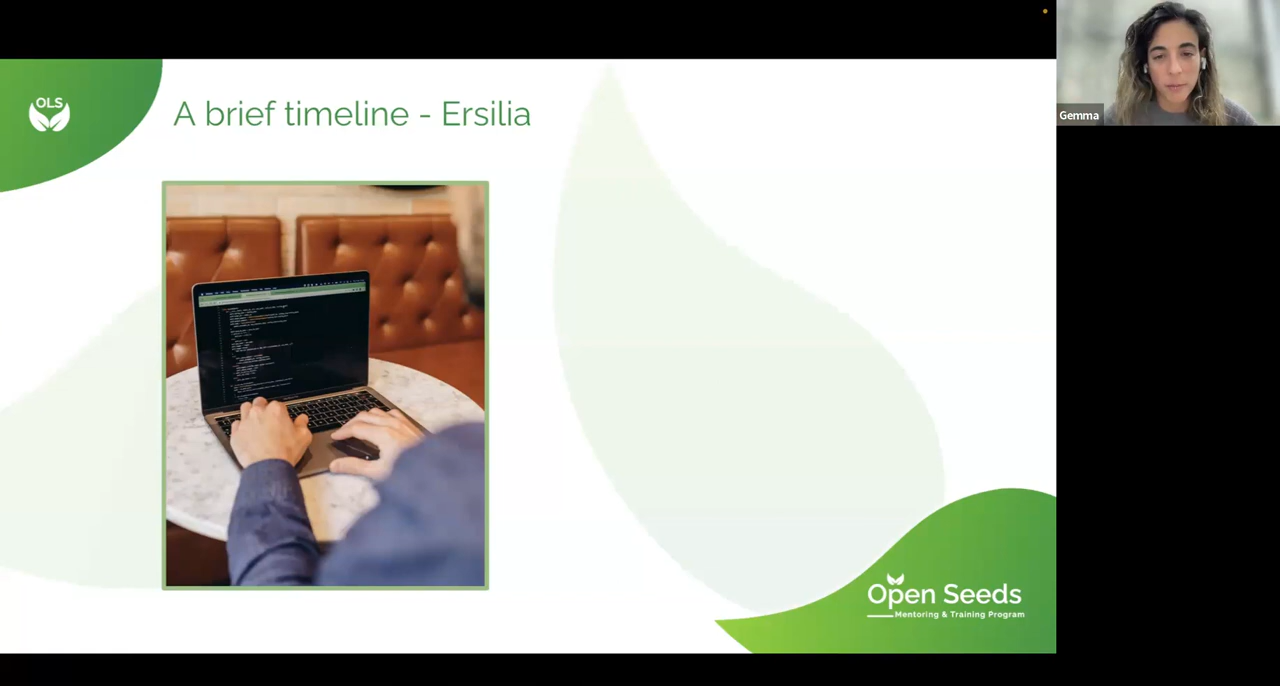 OLS
A brief timeline - Ersilia
Gemma
Open Seeds
Mentoring & Training Program